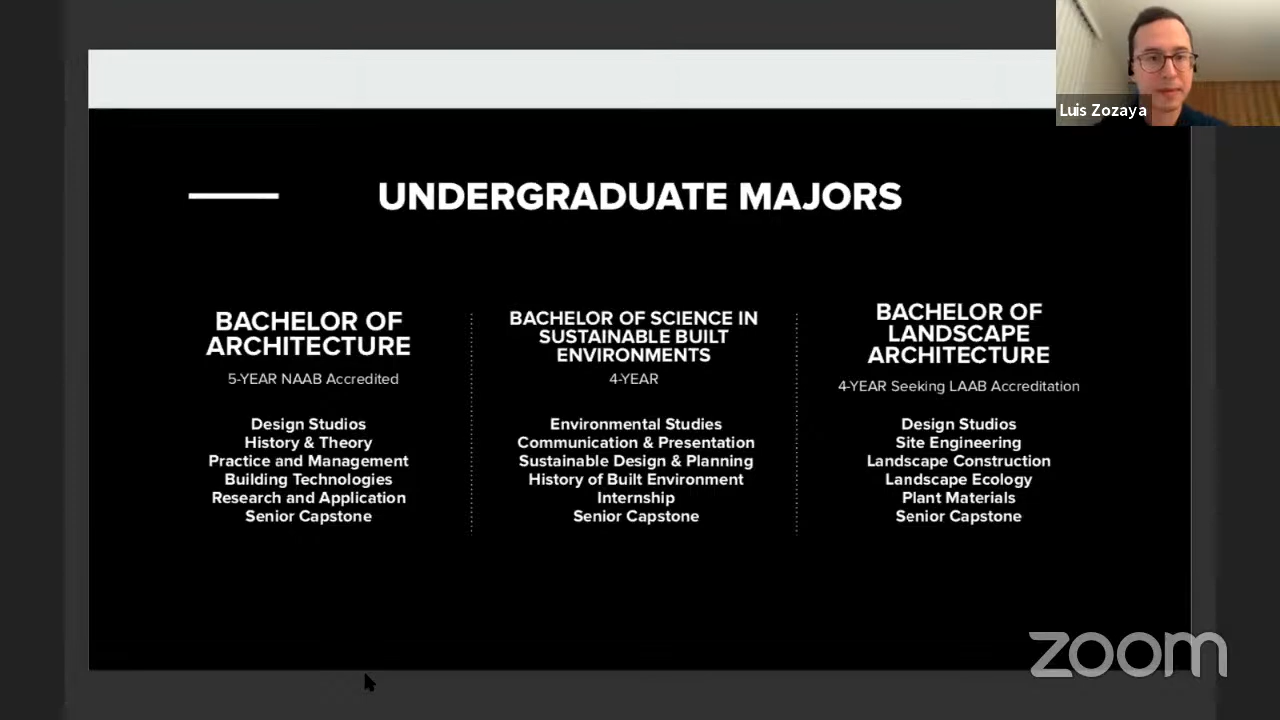 Luis Zozaya
UNDERGRADUATE MAJORS
BACHELOR OF
ARCHITECTURE
5-YEAR NAAB Accredited
Design Studios
History & Theory
Practice and Management
Building Technologies
Research and Application
Senior Capstone
BACHELOR OF SCIENCE IN
SUSTAINABLE BUILT
ENVIRONMENTS
4-YEAR
Environmental Studies
Communication & Presentation
Sustainable Design & Planning
History of Built Environment
Internship
Senior Capstone
BACHELOR OF
LANDSCAPE
ARCHITECTURE
4-YEAR Seeking LAAB Accreditation
Design Studios
Site Engineering
Landscape Construction
Landscape Ecology
Plant Materials
Senior Capstone
zoom